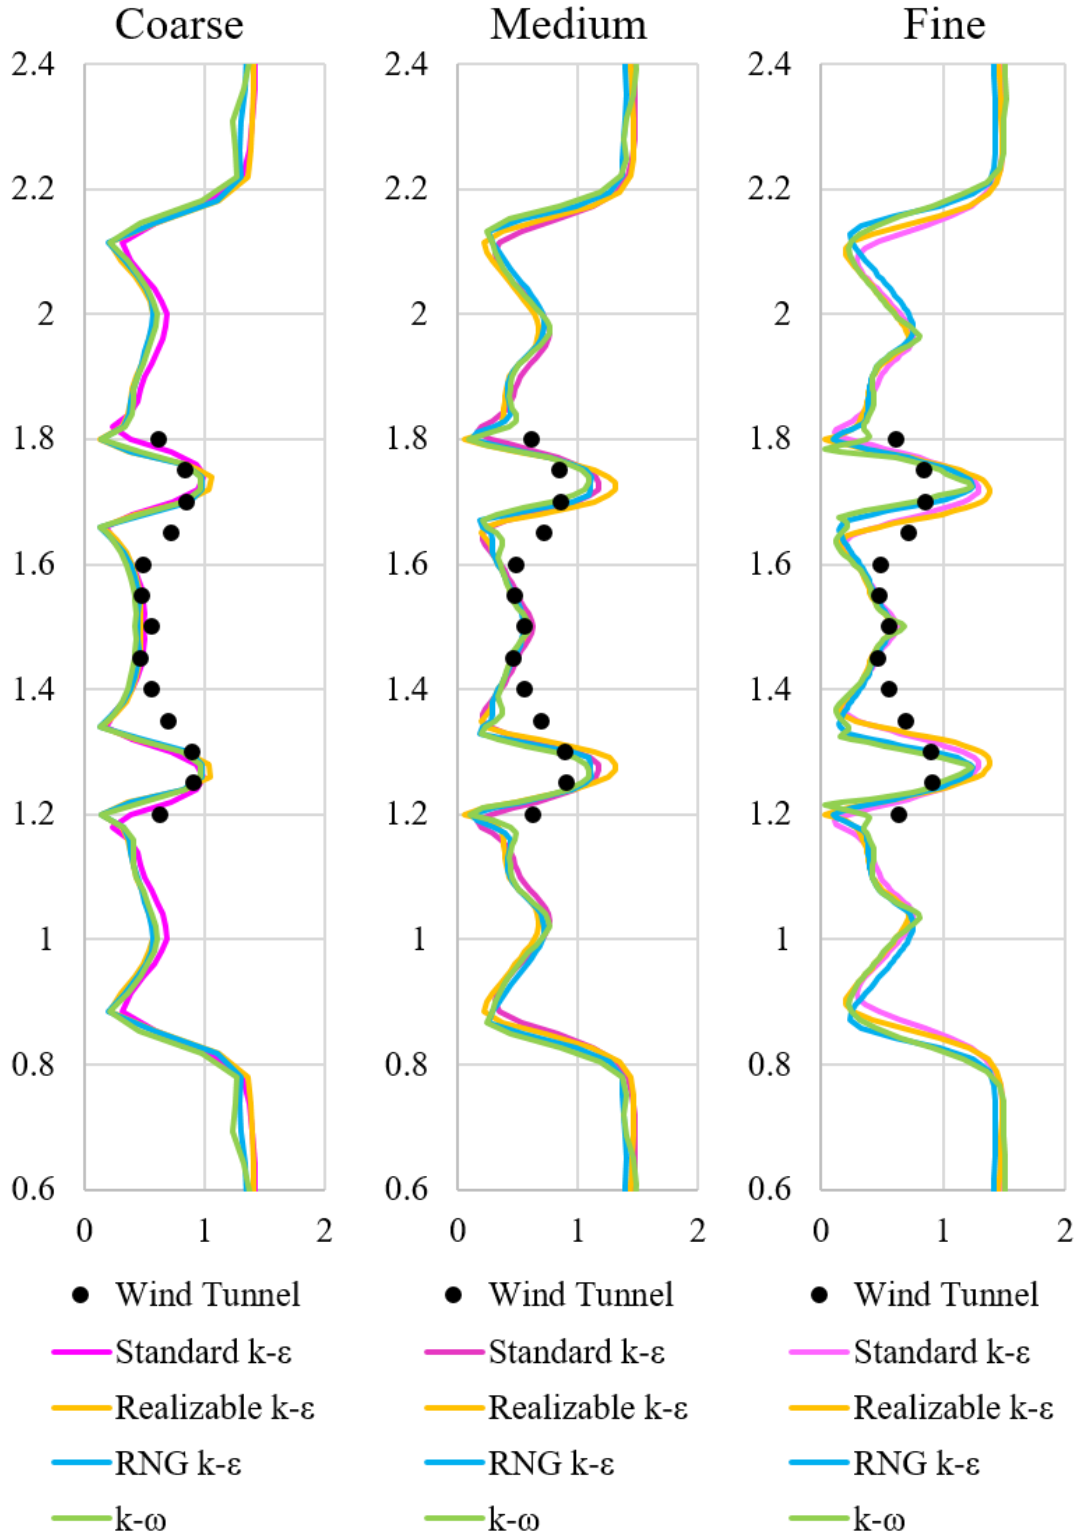 Coarse Medium Fine
2.4 2.4 2.4
2.2 2.2 2.2
2 2 2
1.8 1.8 1.8
1.6 1.6 1.6
1.4 1.4 1.4
1.2 1.2 1.2
1 1 1
0.8 0.8 0.8
0.6 0.6 0.6
0 1 2 0 1 2 0 1 2
Wind Tunnel Wind Tunnel Wind Tunnel
Standard k-ε Standard k-ε Standard k-ε
Realizable k-ε Realizable k-ε Realizable k-ε
RNG k-ε RNG k-ε RNG k-ε
k-ω k-ω k-ω